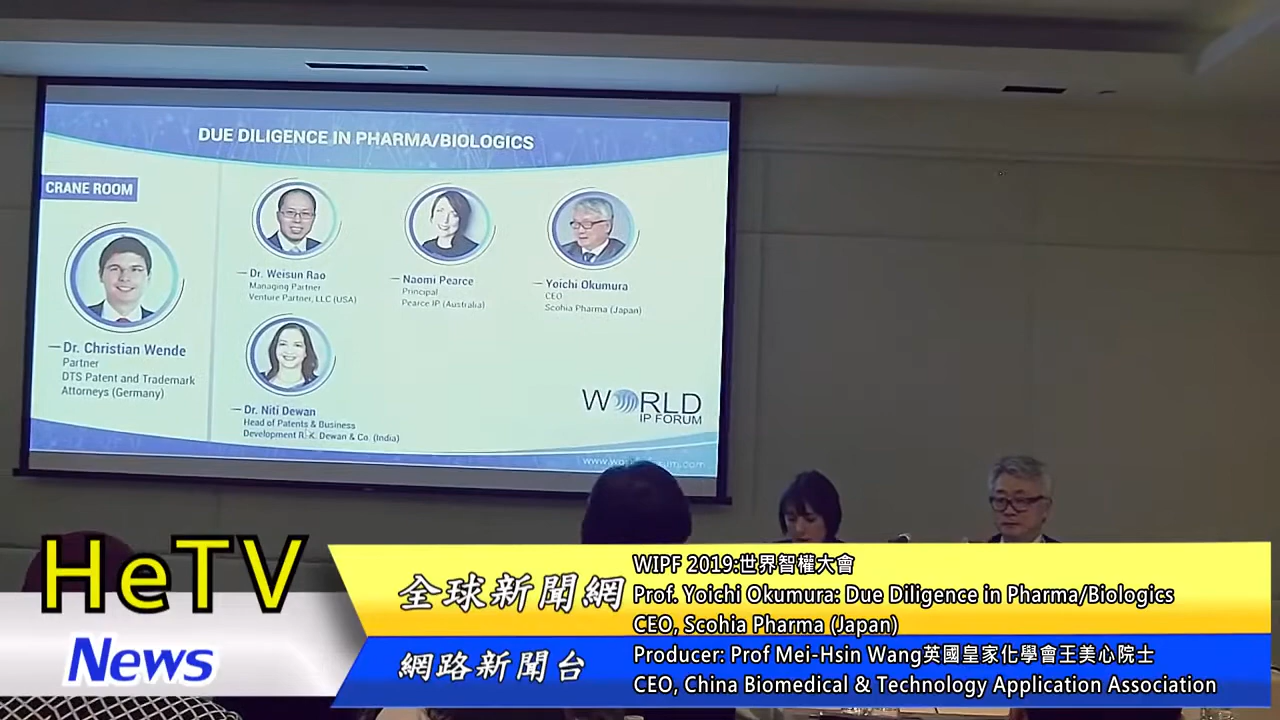 DUE DILIGENCE IN PHARMA/BIOLOGICS
CRANE ROOM
Dr. Christian Wende
Partner
DTS Patent and Trademark
Attorneys (Germany)
Dr. Weisun Rao
Managing Partner
Venture Partner, LLC (USA)
Naomi Pearce
Principal
Pearce IP (Australia)
Yoichi Okumura
CEO
Scohia Pharma (Japan)
Dr. Niti Dewan
Head of Patents & Business
Development R. K. Dewan & Co. (India)
WORLD
IP FORUM
HeTV
News
全球新聞網
網路新聞台
WIPF 2019:世界智權大會
Prof. Yoichi Okumura: Due Diligence in Pharma/Biologics
CEO, Scohia Pharma (Japan)
Producer: Prof Mei-Hsin Wang英國皇家化學會王美心院士
CEO, China Biomedical & Technology Application Association